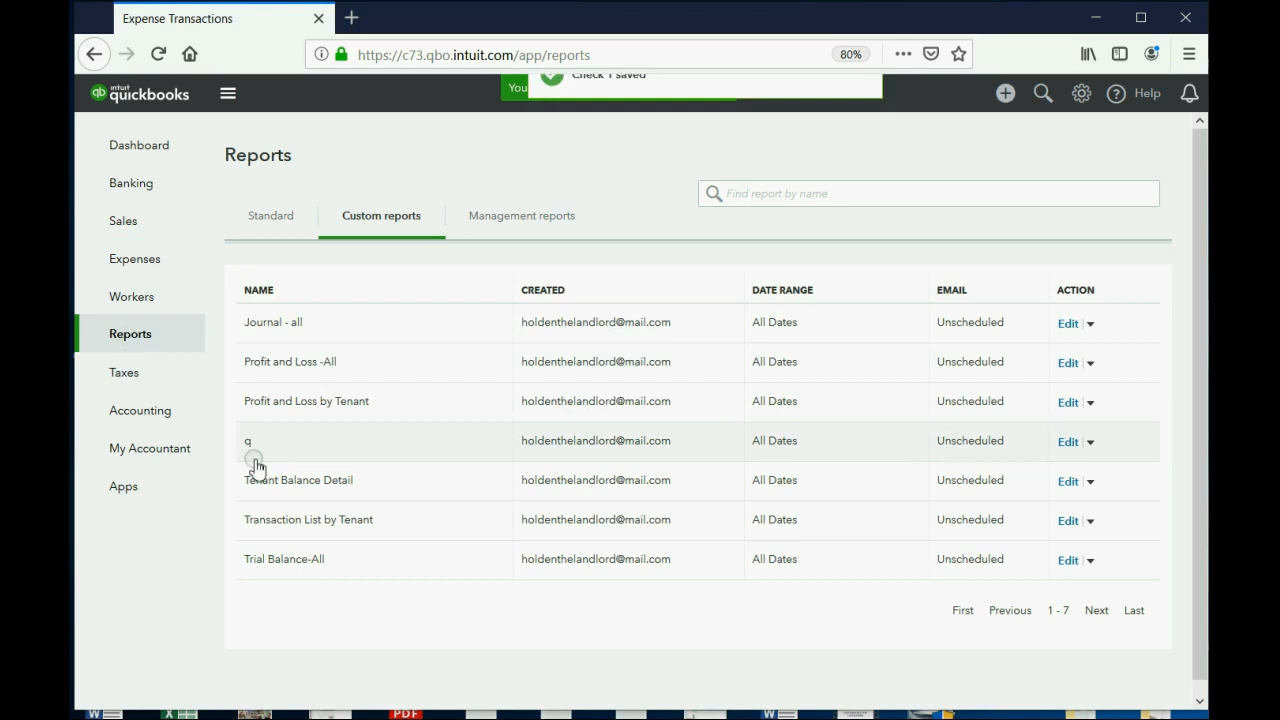 Expense Transactions
https://c73.qbo.intuit.com/app/reports
80%
intuit
qb quickbooks
You
Check 1 saved
Help
Dashboard
Banking
Sales
Expenses
Workers
Reports
Taxes
Accounting
My Accountant
Apps
Reports
Find report by name
Standard Custom reports Management reports
NAME CREATED DATE RANGE EMAIL ACTION
Journal - all holdenthelandlord@mail.com All Dates Unscheduled Edit
Profit and Loss -All holdenthelandlord@mail.com All Dates Unscheduled Edit
Profit and Loss by Tenant holdenthelandlord@mail.com All Dates Unscheduled Edit
q holdenthelandlord@mail.com All Dates Unscheduled Edit
Tenant Balance Detail holdenthelandlord@mail.com All Dates Unscheduled Edit
Transaction List by Tenant holdenthelandlord@mail.com All Dates Unscheduled Edit
Trial Balance-All holdenthelandlord@mail.com All Dates Unscheduled Edit
First Previous 1 - 7 Next Last
PDF